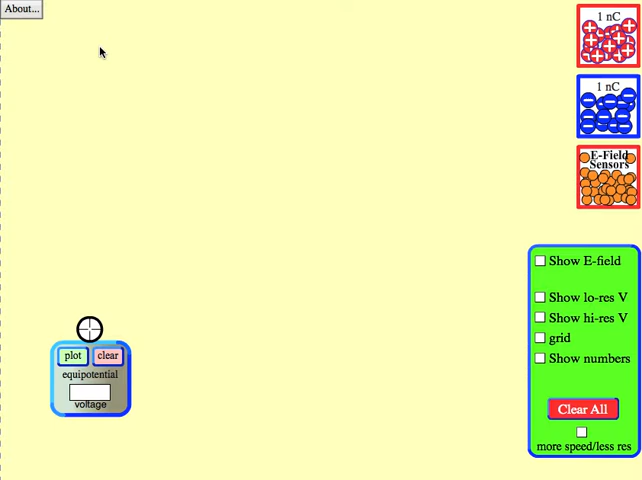 About...
1 nC
1 nC
E-Field
Sensors
Show E-field
Show lo-res V
Show hi-res V
grid
Show numbers
Clear All
more speed/less res
plot clear
equipotential
voltage